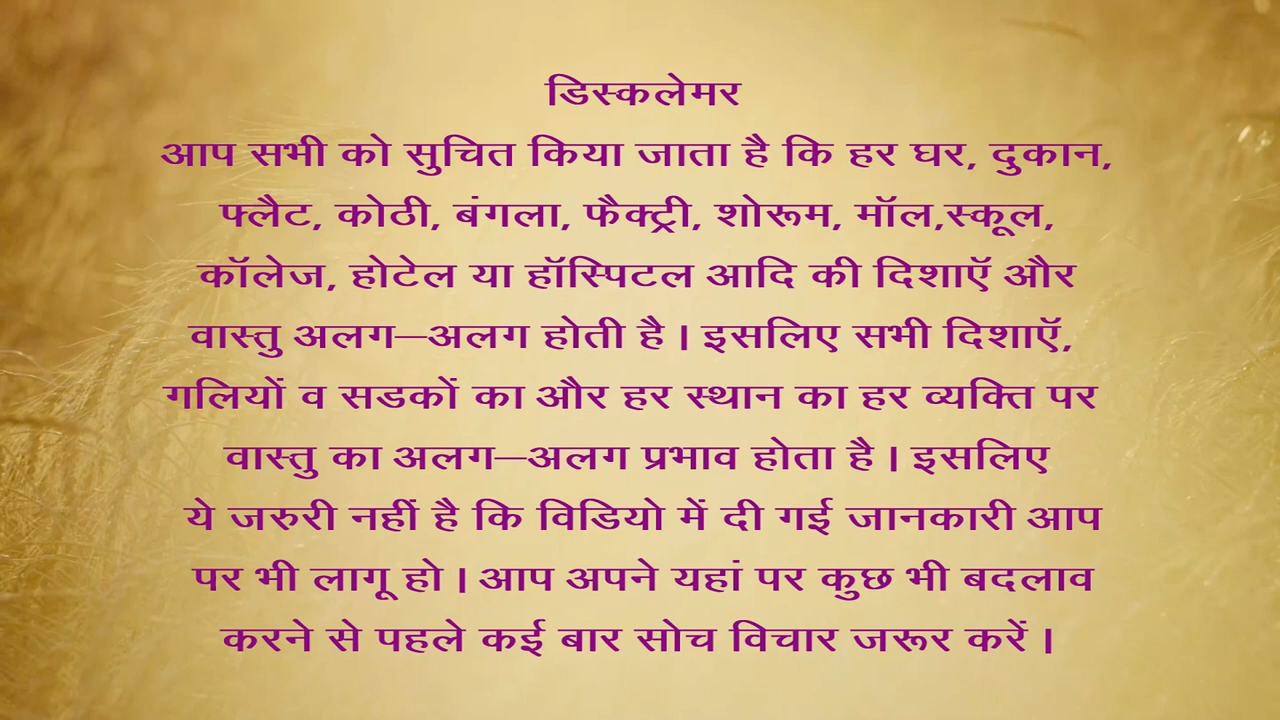 डिस्कलेमर
आप सभी को सुचित किया जाता है कि हर घर, दुकान,
फ्लैट, कोठी, बंगला, फैक्ट्री, शोरूम, मॉल,स्कूल,
कॉलेज, होटेल या हॉस्पिटल आदि की दिशाऍ और
वास्तु अलग—अलग होती है । इसलिए सभी दिशाऍ,
गलियों व सडकों का और हर स्थान का हर व्यक्ति पर
वास्तु का अलग—अलग प्रभाव होता है । इसलिए
ये जरुरी नहीं है कि विडियो में दी गई जानकारी आप
पर भी लागू हो । आप अपने यहां पर कुछ भी बदलाव
करने से पहले कई बार सोच विचार जरूर करें ।